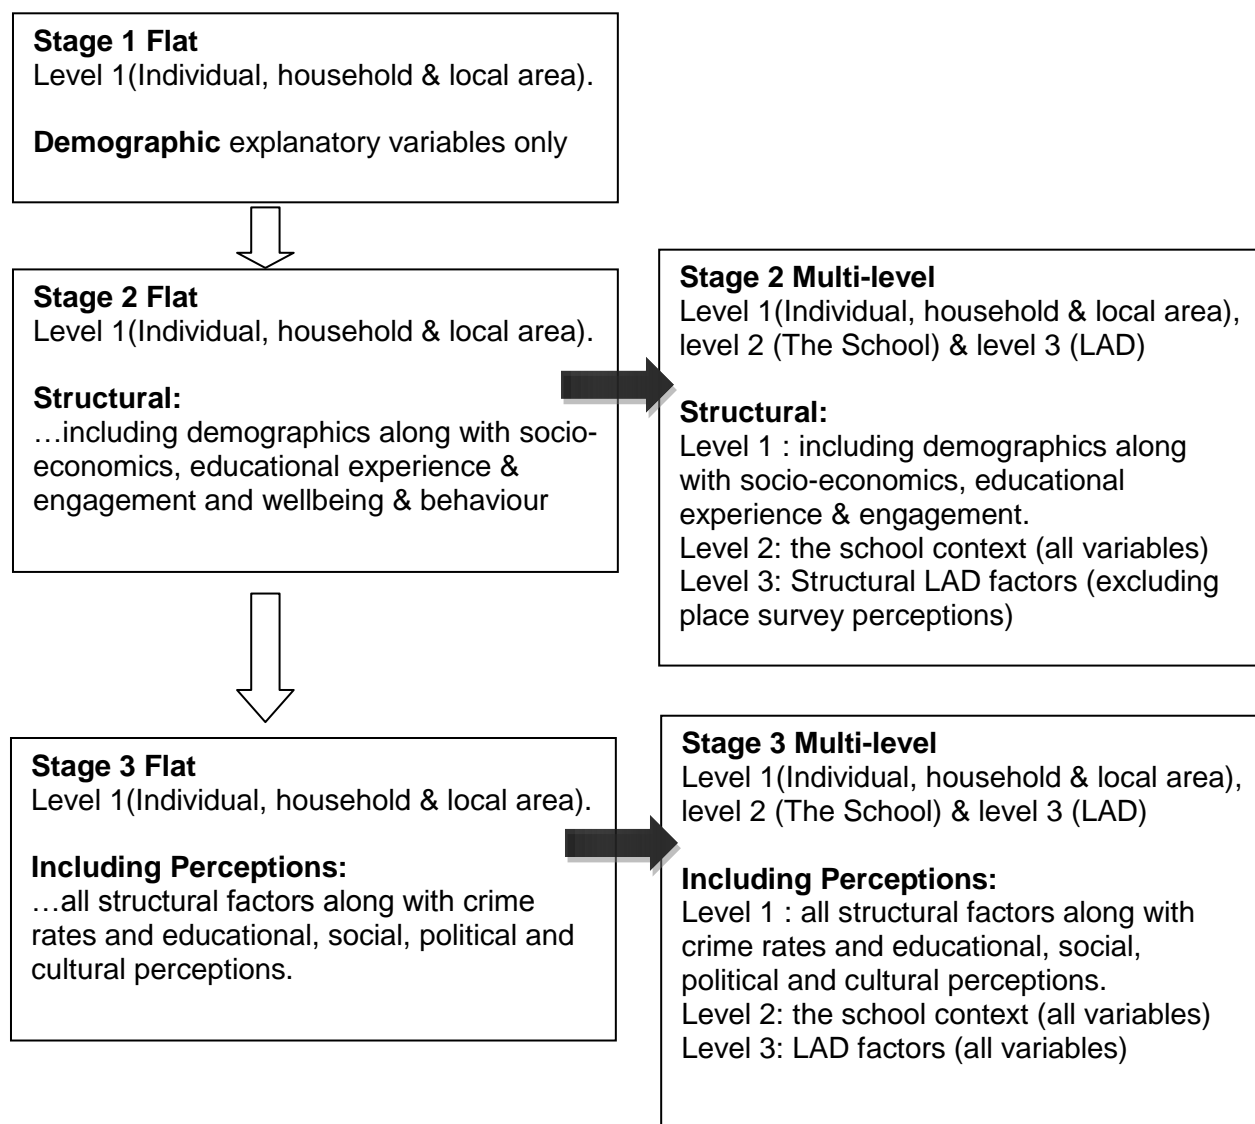 Stage 1 Flat
Level 1(Individual, household & local area).
Demographic explanatory variables only
Stage 2 Flat
Level 1(Individual, household & local area).
Structural:
…including demographics along with socio-
economics, educational experience &
engagement and wellbeing & behaviour
Stage 2 Multi-level
Level 1(Individual, household & local area),
level 2 (The School) & level 3 (LAD)
Structural:
Level 1 : including demographics along
with socio-economics, educational
experience & engagement.
Level 2: the school context (all variables)
Level 3: Structural LAD factors (excluding
place survey perceptions)
Stage 3 Flat
Level 1(Individual, household & local area).
Including Perceptions:
…all structural factors along with crime
rates and educational, social, political and
cultural perceptions.
Stage 3 Multi-level
Level 1(Individual, household & local area),
level 2 (The School) & level 3 (LAD)
Including Perceptions:
Level 1 : all structural factors along with
crime rates and educational, social,
political and cultural perceptions.
Level 2: the school context (all variables)
Level 3: LAD factors (all variables)